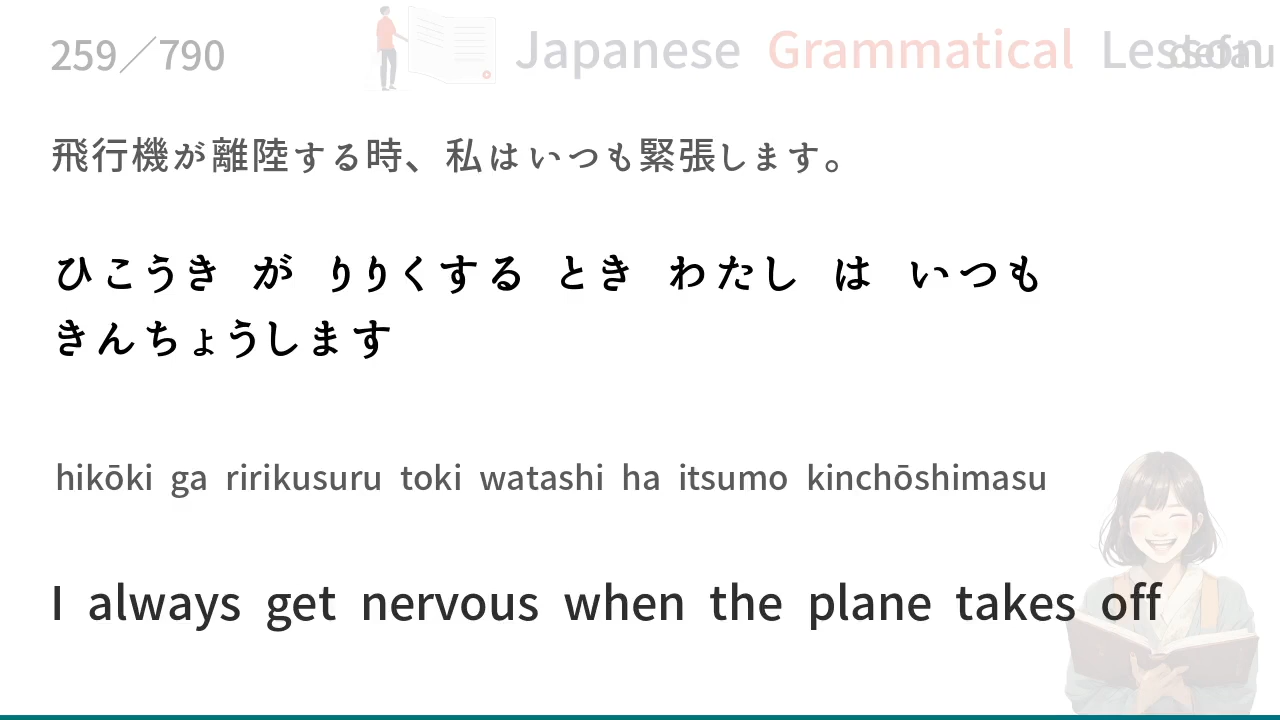 259／790
Japanese Grammatical Lesson
飛行機が離陸する時、私はいつも緊張します。
ひこうき が りりくする とき わたし は いつも
きんちょうします
hikōki ga ririkusuru toki watashi ha itsumo kinchōshimasu
I always get nervous when the plane takes off